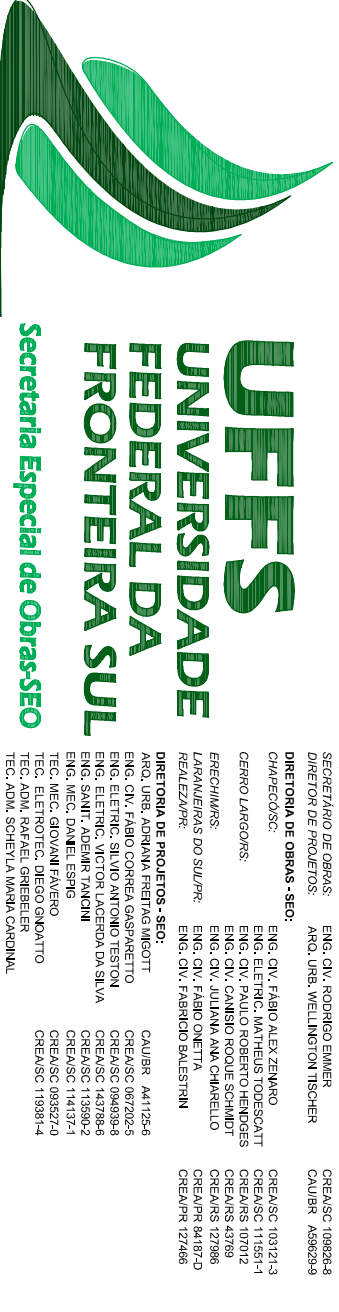 UFFS
UNIVERSIDADE
FEDERAL DA
FRONTEIRA SUL
Secretaria Especial de Obras-SEO
SECRETÁRIO DE OBRAS: ENG. CIV. RODRIGO EMMER CREA/SC 109826-8
DIRETOR DE PROJETOS: ARQ. URB. WELLINGTON TISCHER CAU/BR A59629-9
DIRETORIA DE OBRAS - SEO:
CHAPECÓ/SC: ENG. CIV. FÁBIO ALEX ZENARO CREA/SC 103121-3
ENG. ELETRIC. MATHEUS TODESCATT CREA/SC 111551-1
CERRO LARGO/RS: ENG. CIV. PAULO ROBERTO HENDGES CREA/RS 107012
ENG. CIV. CANISIO ROQUE SCHMIDT CREA/RS 43769
ERECHIM/RS: ENG. CIV. JULIANA ANA CHIARELLO CREA/RS 127986
LARANJEIRAS DO SUL/PR: ENG. CIV. FÁBIO ONETTA CREA/PR 84187-D
REALEZA/PR: ENG. CIV. FABRICIO BALESTRIN CREA/PR 127466
DIRETORIA DE PROJETOS - SEO:
ARQ. URB. ADRIANA FREITAG MIGOTT CAU/BR A41125-6
ENG. CIV. FÁBIO CORREA GASPARETTO CREA/SC 067202-5
ENG. ELETRIC. SILVIO ANTONIO TESTON CREA/SC 094939-8
ENG. ELETRIC. VICTOR LACERDA DA SILVA CREA/SC 143788-6
ENG. SANIT. ADEMIR TANCINI CREA/SC 113590-2
ENG. MEC. DANIEL ESPIG CREA/SC 114137-1
TEC. MEC. GIOVANI FÁVERO CREA/SC 093527-0
TEC. ELETROTEC. DIEGO GNOATTO CREA/SC 119381-4
TEC. ADM. RAFAEL GRIEBELER
TEC. ADM. SCHEYLA MARIA CARDINAL